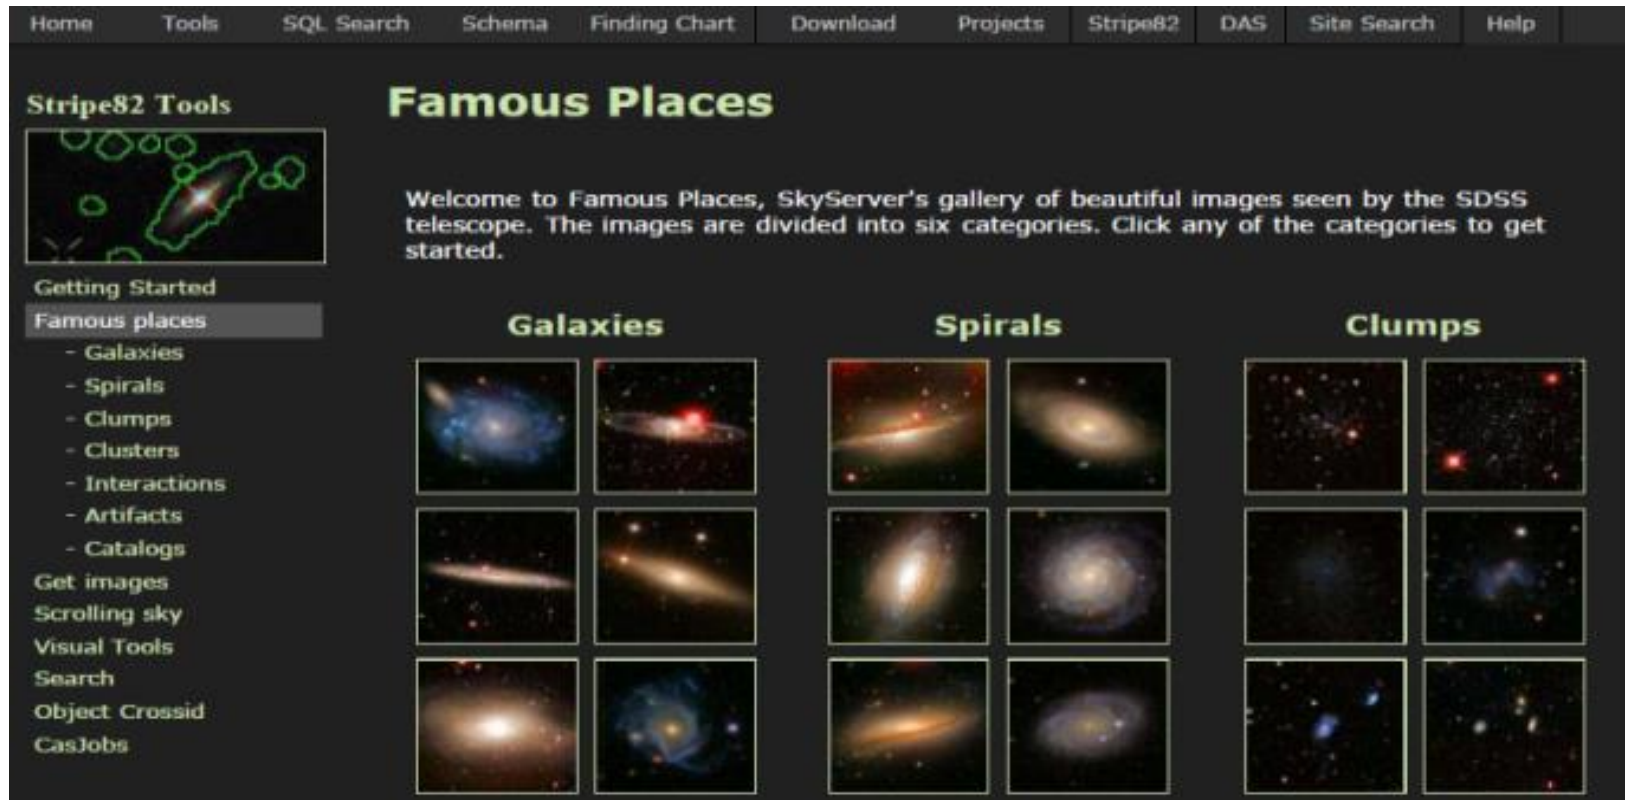 Home Tools SQL Search Schema Finding Chart Download Projects Stripe82 DAS Site Search Help
Stripe82 Tools
Getting Started
Famous places
- Galaxies
- Spirals
- Clumps
- Clusters
- Interactions
- Artifacts
- Catalogs
Get images
Scrolling sky
Visual Tools
Search
Object Crossid
CasJobs
Famous Places
Welcome to Famous Places, SkyServer's gallery of beautiful images seen by the SDSS
telescope. The images are divided into six categories. Click any of the categories to get
started.
Galaxies Spirals Clumps